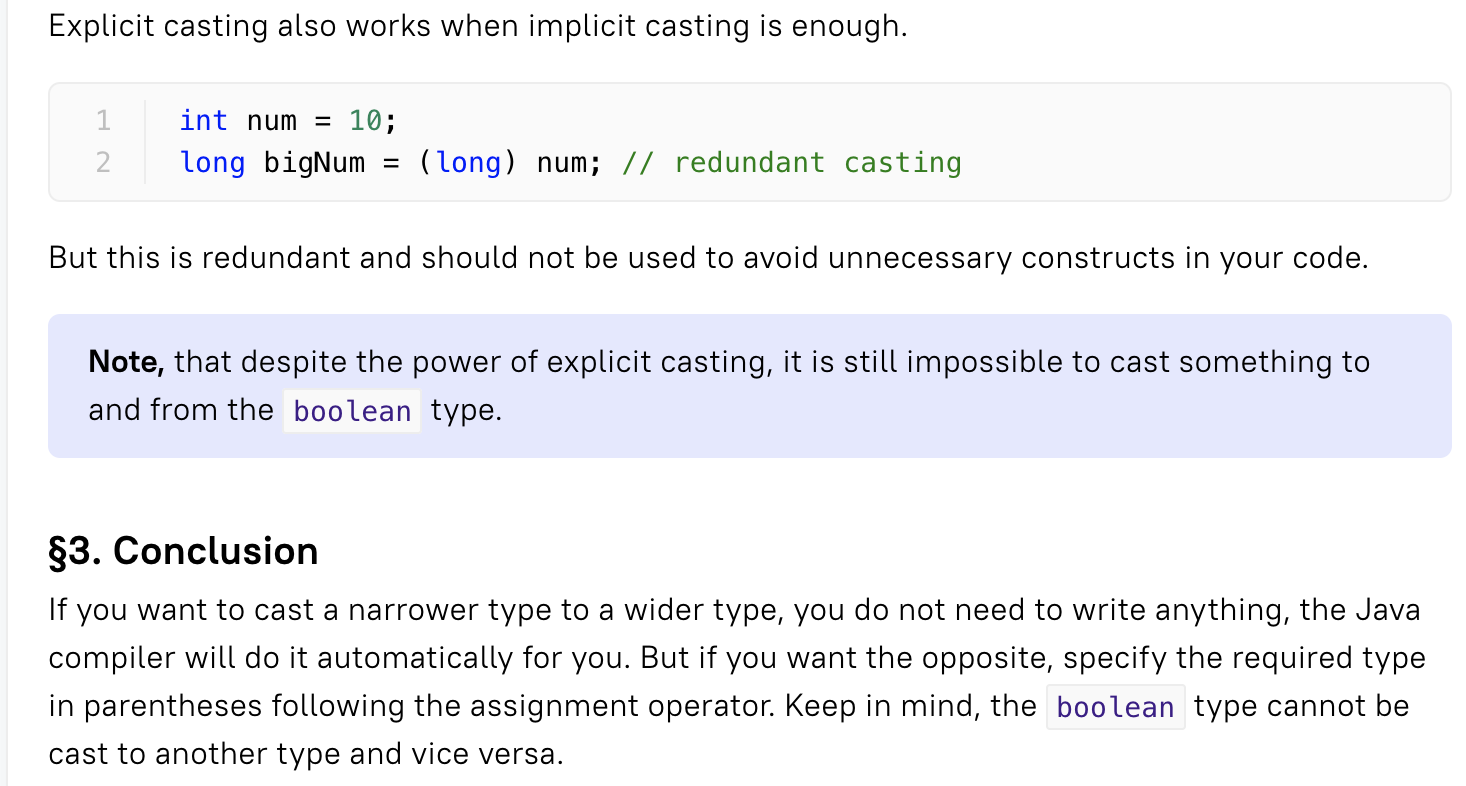 Explicit casting also works when implicit casting is enough.
1 int num = 10;
2 long bigNum = (long) num; // redundant casting
But this is redundant and should not be used to avoid unnecessary constructs in your code.
Note, that despite the power of explicit casting, it is still impossible to cast something to
and from the boolean type.
§3. Conclusion
If you want to cast a narrower type to a wider type, you do not need to write anything, the Java
compiler will do it automatically for you. But if you want the opposite, specify the required type
in parentheses following the assignment operator. Keep in mind, the boolean type cannot be
cast to another type and vice versa.